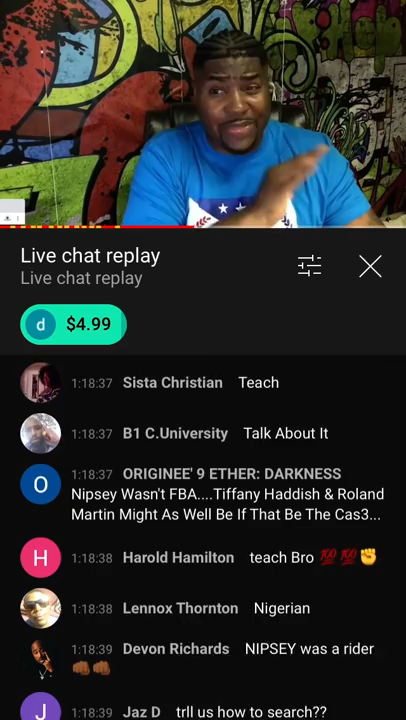 Live chat replay
Live chat replay
d $4.99
1:18:37 Sista Christian Teach
1:18:37 B1 C.University Talk About It
O 1:18:37 ORIGINEE' 9 ETHER: DARKNESS
Nipsey Wasn't FBA....Tiffany Haddish & Roland
Martin Might As Well Be If That Be The Cas3...
H 1:18:38 Harold Hamilton teach Bro 💯💯✊
1:18:38 Lennox Thornton Nigerian
1:18:39 Devon Richards NIPSEY was a rider
👊🏾👊🏾
J 1:18:39 Jaz D trll us how to search??